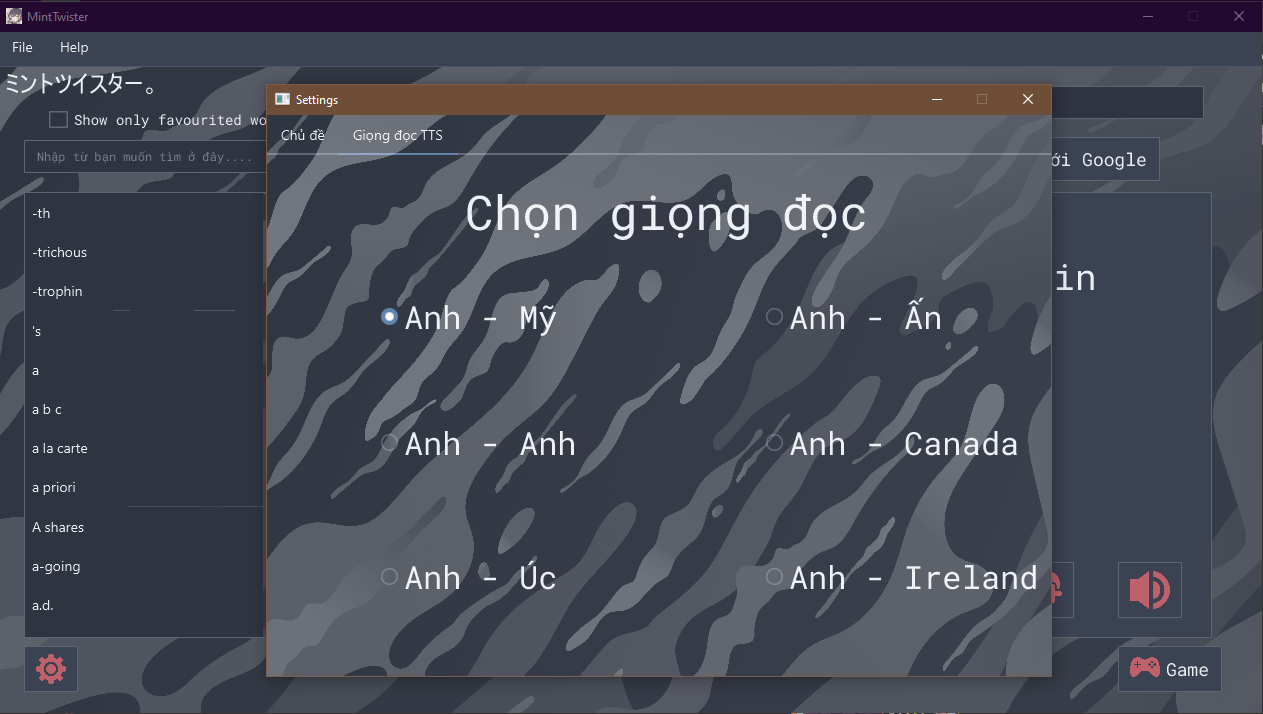 MintTwister
File Help
ミントツイスター。
Show only favourited wo
Nhập từ bạn muốn tìm ở đây....
-th
-trichous
-trophin
's
a
a b c
a la carte
a priori
A shares
a-going
a.d.
Settings
Chủ đề Giọng đọc TTS
Chọn giọng đọc
Anh - Mỹ
Anh - Ấn
Anh - Anh
Anh - Canada
Anh - Úc
Anh - Ireland
ới Google
in
Game